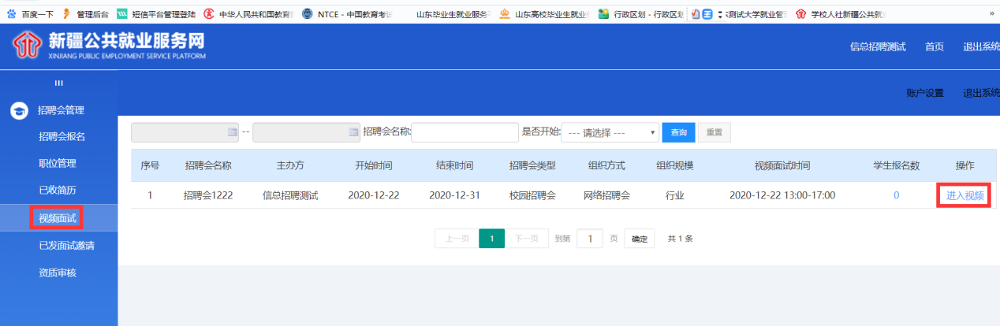 百度一下 管理后台 短信平台管理登陆 中华人民共和国教育 NTCE - 中国教育考试 山东毕业生就业服务 山东高校毕业生就业 行政区划 - 行政区划 测试大学就业管 学校人社新疆公共就业 »
新疆公共就业服务网
XINJIANG PUBLIC EMPLOYMENT SERVICE PLATFORM
信总招聘测试 首页 退出系统
账户设置 退出系统
招聘会管理
招聘会报名
职位管理
已收简历
视频面试
已发面试邀请
资质审核
-- 招聘会名称: 是否开始: --- 请选择 --- 查询 重置
序号 招聘会名称 主办方 开始时间 结束时间 招聘会类型 组织方式 组织规模 视频面试时间 学生报名数 操作
1 招聘会1222 信总招聘测试 2020-12-22 2020-12-31 校园招聘会 网络招聘会 行业 2020-12-22 13:00-17:00 0 进入视频
上一页 1 下一页 到第 1 页 确定 共 1 条